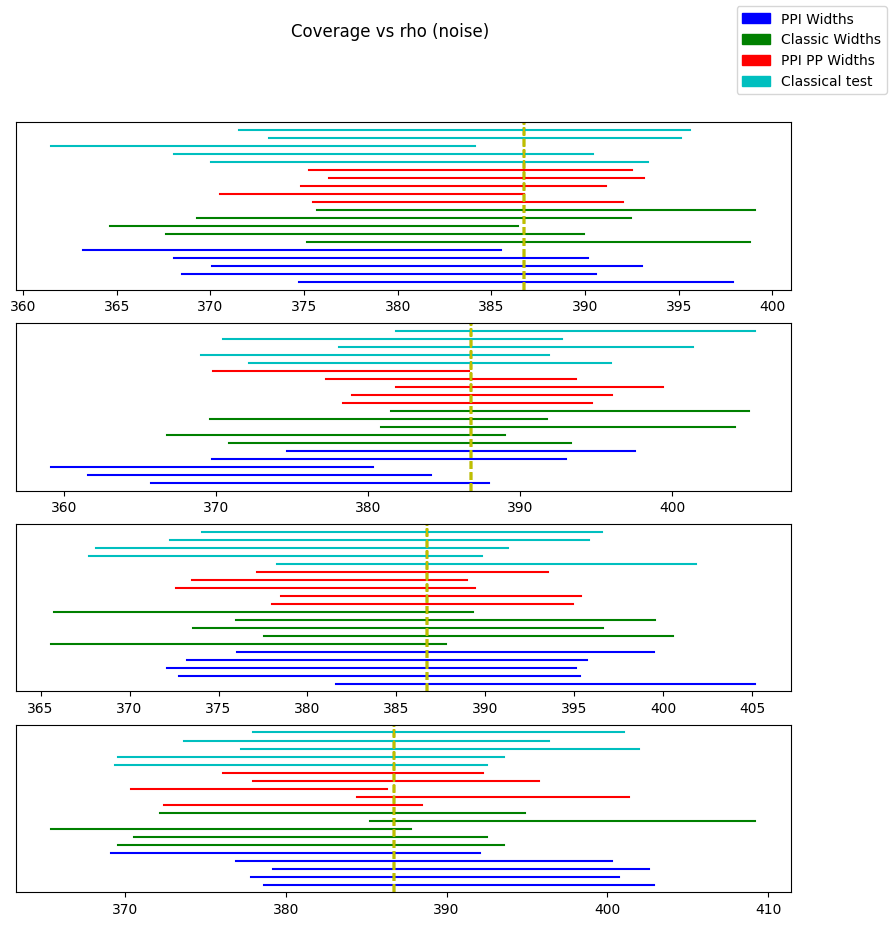 Coverage vs rho (noise)
PPI Widths
Classic Widths
PPI PP Widths
Classical test
360 365 370 375 380 385 390 395 400
360 370 380 390 400
365 370 375 380 385 390 395 400 405
370 380 390 400 410